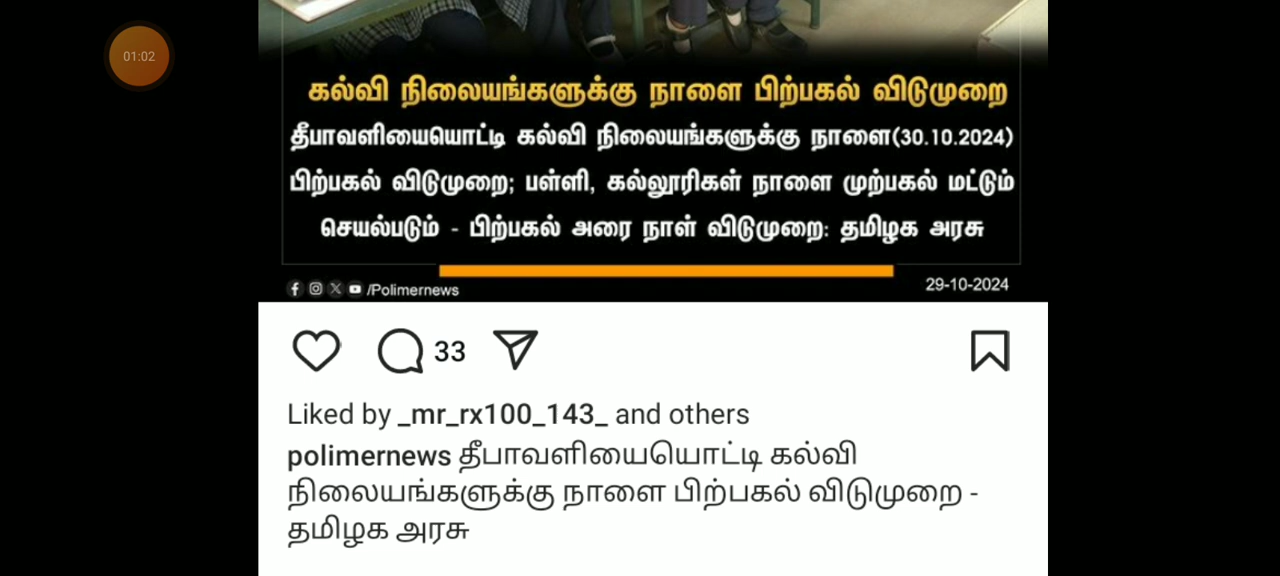 01:02
கல்வி நிலையங்களுக்கு நாளை பிற்பகல் விடுமுறை
தீபாவளியையொட்டி கல்வி நிலையங்களுக்கு நாளை(30.10.2024)
பிற்பகல் விடுமுறை; பள்ளி, கல்லூரிகள் நாளை முற்பகல் மட்டும்
செயல்படும் - பிற்பகல் அரை நாள் விடுமுறை: தமிழக அரசு
/Polimernews
29-10-2024
33
Liked by _mr_rx100_143_ and others
polimernews தீபாவளியையொட்டி கல்வி
நிலையங்களுக்கு நாளை பிற்பகல் விடுமுறை -
தமிழக அரசு